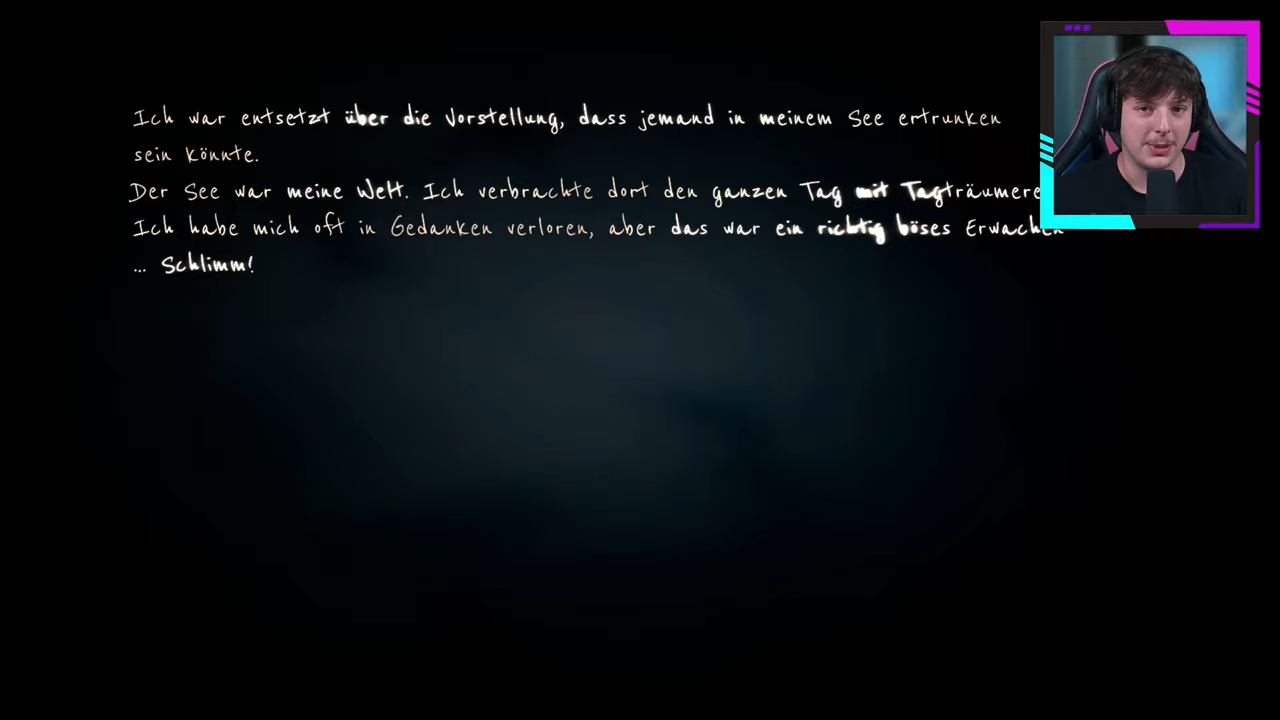 Ich war entsetzt über die Vorstellung, dass jemand in meinem See ertrunken
sein könnte.
Der See war meine Welt. Ich verbrachte dort den ganzen Tag mit Tagträumere
Ich habe mich oft in Gedanken verloren, aber das war ein richtig böses Erwachen
... Schlimm!